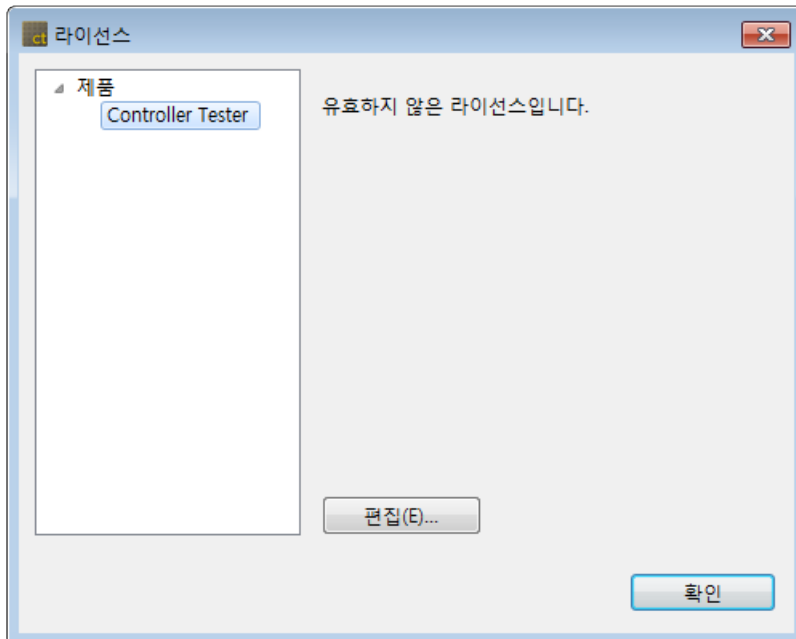 ct 라이선스
제품
Controller Tester
유효하지 않은 라이선스입니다.
편집(E)...
확인